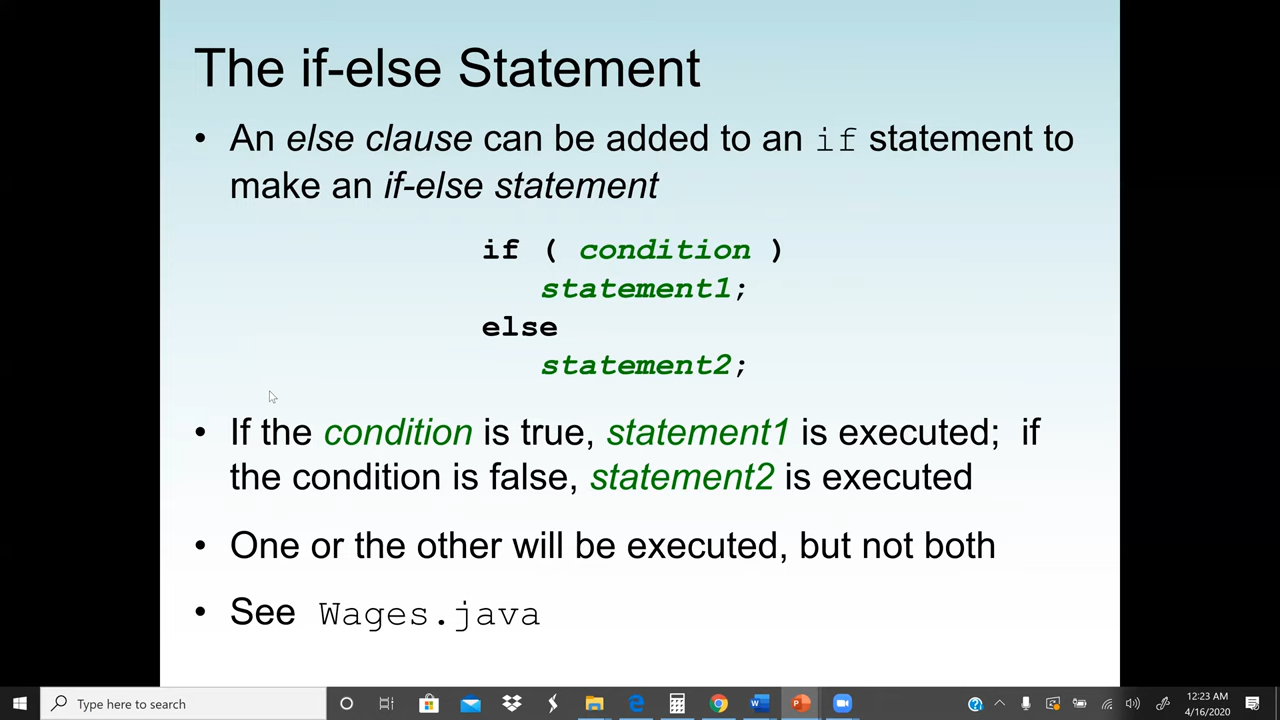 The if-else Statement
• An else clause can be added to an if statement to
make an if-else statement
if ( condition )
statement1;
else
statement2;
• If the condition is true, statement1 is executed;  if
the condition is false, statement2 is executed
• One or the other will be executed, but not both
• See Wages.java
Type here to search
12:23 AM
4/16/2020